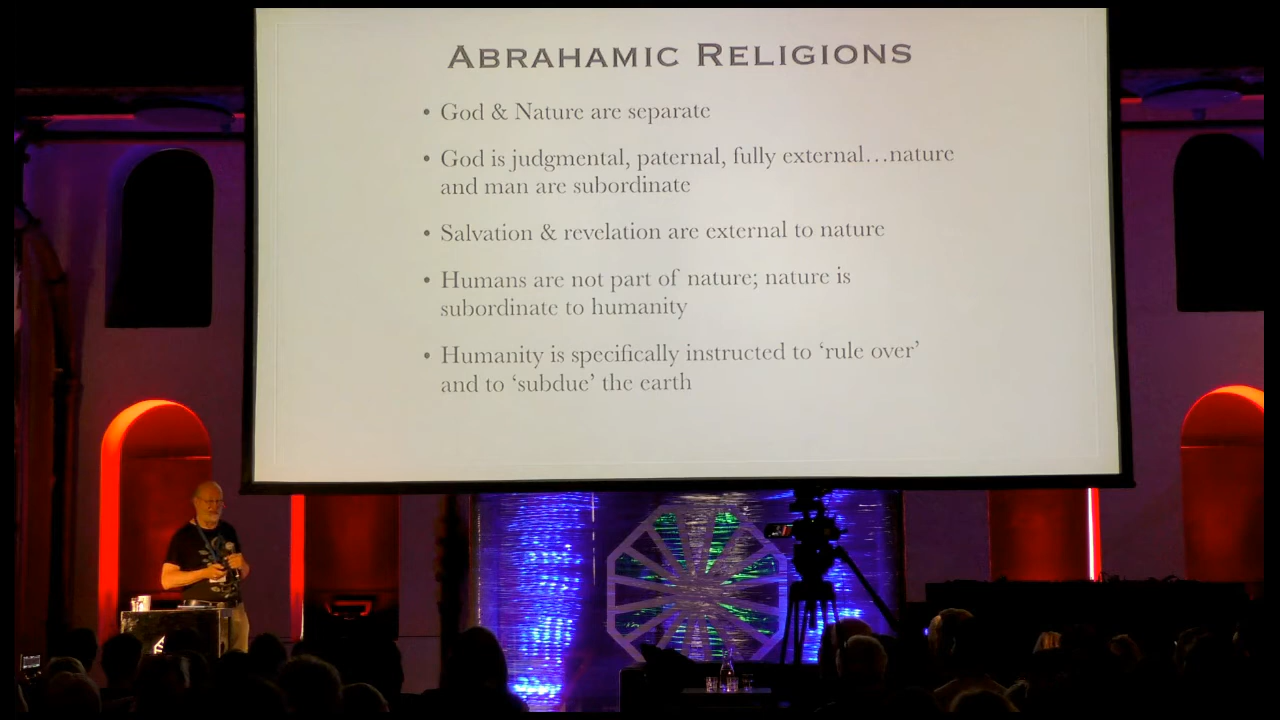 ABRAHAMIC RELIGIONS
• God & Nature are separate
• God is judgmental, paternal, fully external…nature
and man are subordinate
• Salvation & revelation are external to nature
• Humans are not part of nature; nature is
subordinate to humanity
• Humanity is specifically instructed to ‘rule over’
and to ‘subdue’ the earth